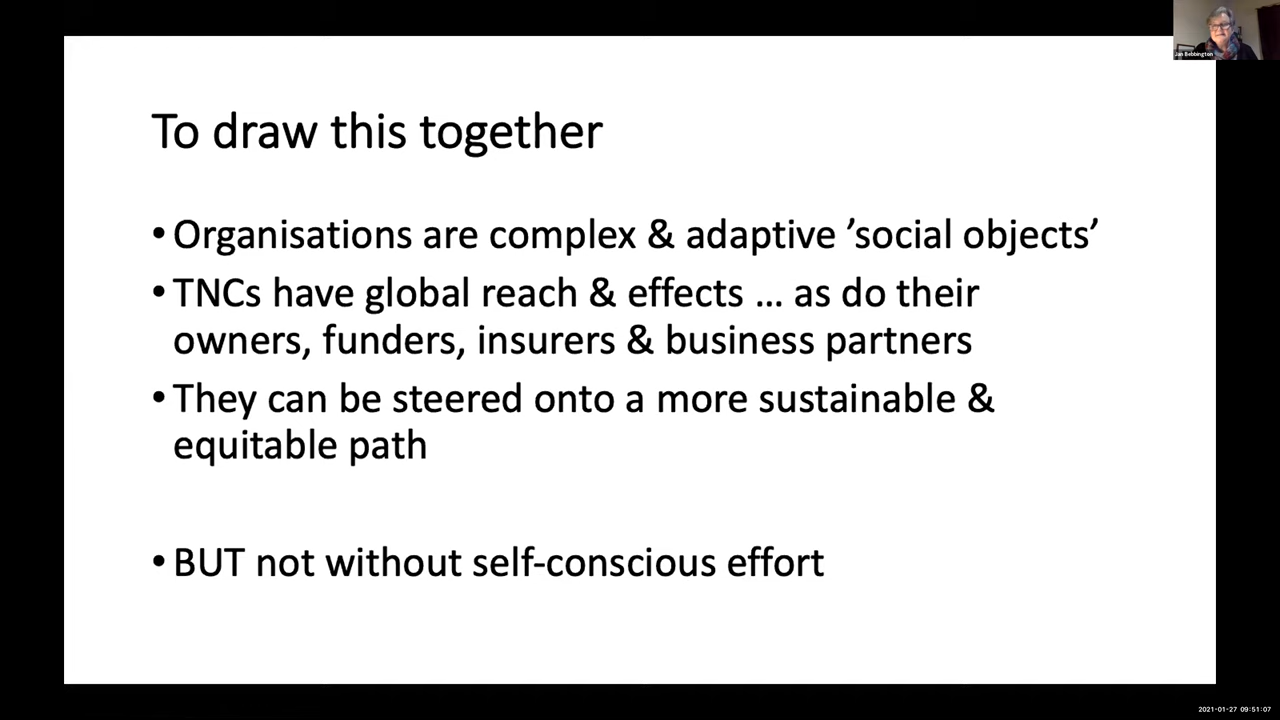 Jan Bebbington
To draw this together
• Organisations are complex & adaptive ’social objects’
• TNCs have global reach & effects … as do their
owners, funders, insurers & business partners
• They can be steered onto a more sustainable &
equitable path
• BUT not without self-conscious effort
2021-01-27 09:51:07